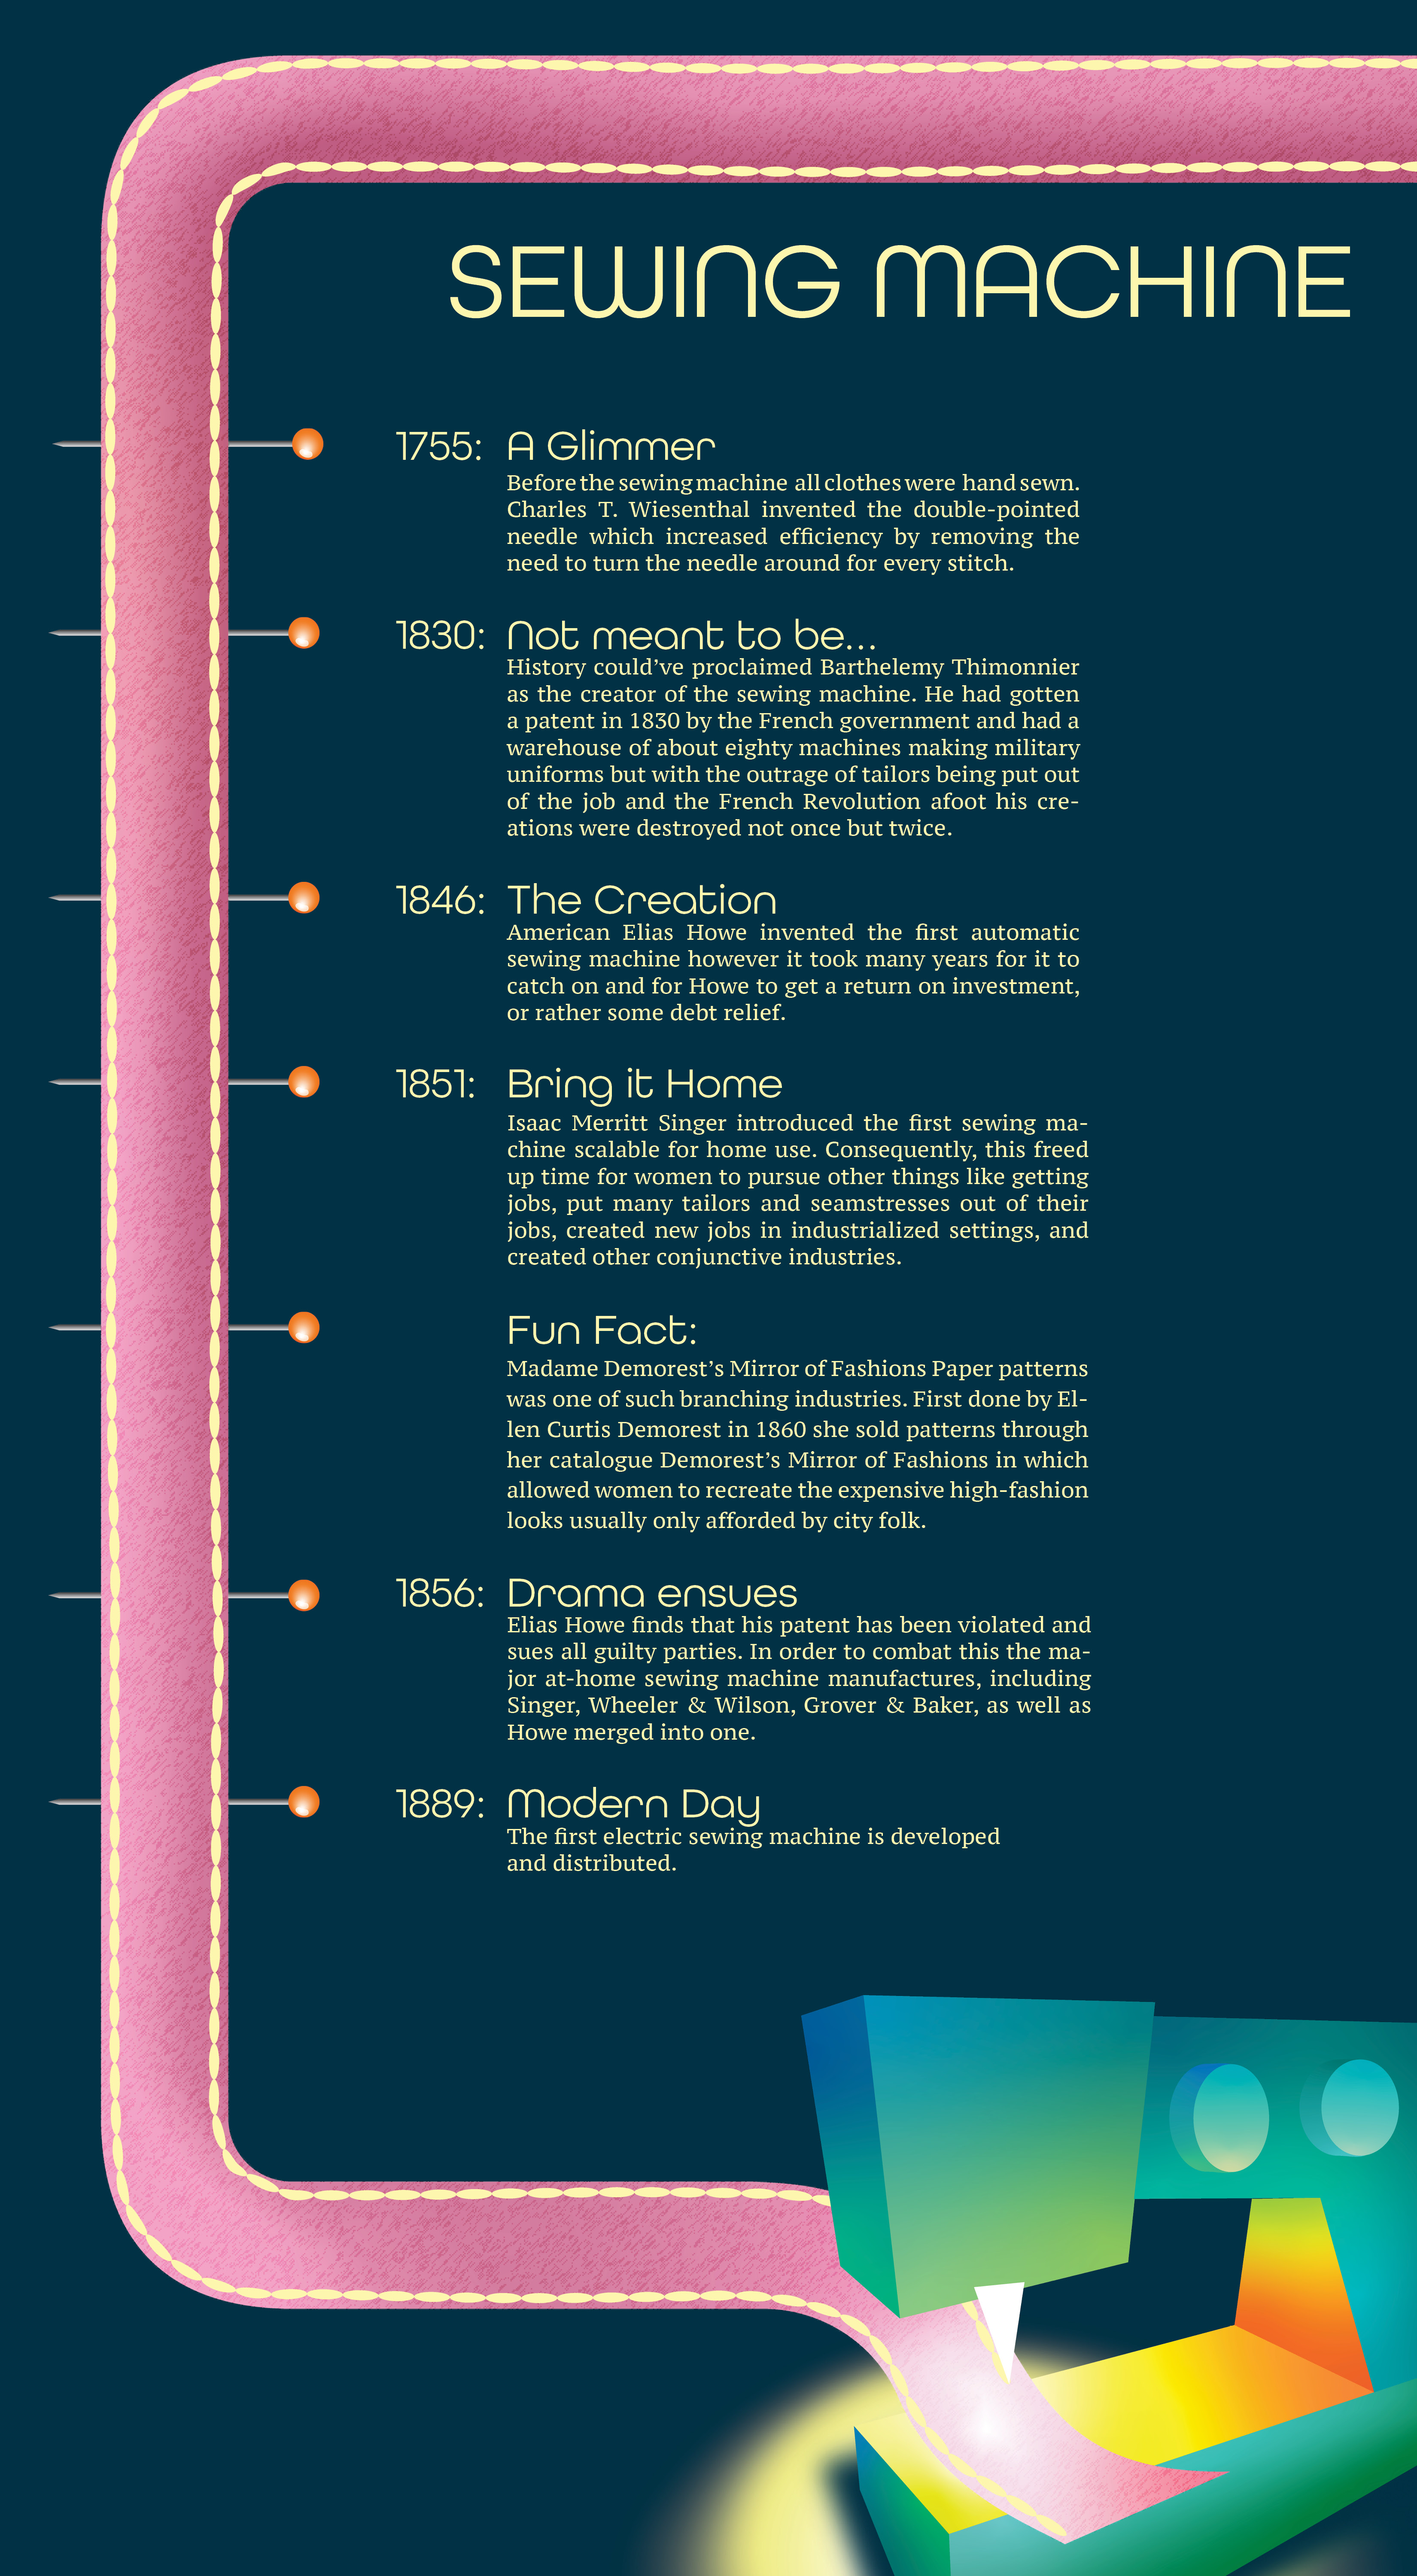 SEWING MACHINE
1755: A Glimmer
Before the sewing machine all clothes were hand sewn.
Charles T. Wiesenthal invented the double-pointed
needle which increased efficiency by removing the
need to turn the needle around for every stitch.
1830: Not meant to be...
History could’ve proclaimed Barthelemy Thimonnier
as the creator of the sewing machine. He had gotten
a patent in 1830 by the French government and had a
warehouse of about eighty machines making military
uniforms but with the outrage of tailors being put out
of the job and the French Revolution afoot his cre-
ations were destroyed not once but twice.
1846: The Creation
American Elias Howe invented the first automatic
sewing machine however it took many years for it to
catch on and for Howe to get a return on investment,
or rather some debt relief.
1851: Bring it Home
Isaac Merritt Singer introduced the first sewing ma-
chine scalable for home use. Consequently, this freed
up time for women to pursue other things like getting
jobs, put many tailors and seamstresses out of their
jobs, created new jobs in industrialized settings, and
created other conjunctive industries.
Fun Fact:
Madame Demorest’s Mirror of Fashions Paper patterns
was one of such branching industries. First done by El-
len Curtis Demorest in 1860 she sold patterns through
her catalogue Demorest’s Mirror of Fashions in which
allowed women to recreate the expensive high-fashion
looks usually only afforded by city folk.
1856: Drama ensues
Elias Howe finds that his patent has been violated and
sues all guilty parties. In order to combat this the ma-
jor at-home sewing machine manufactures, including
Singer, Wheeler & Wilson, Grover & Baker, as well as
Howe merged into one.
1889: Modern Day
The first electric sewing machine is developed
and distributed.